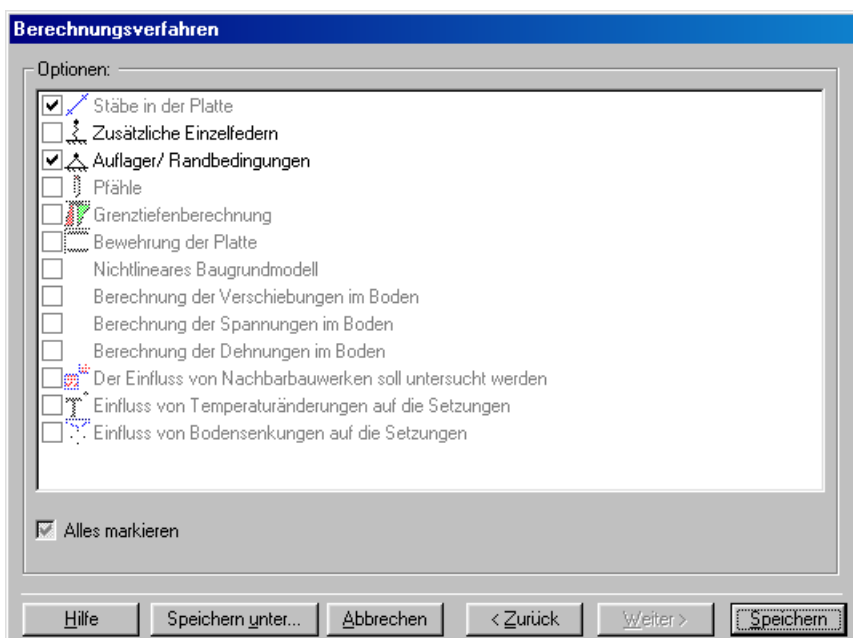 Berechnungsverfahren
Optionen:
Stäbe in der Platte
Zusätzliche Einzelfedern
Auflager/ Randbedingungen
Pfähle
Grenztiefenberechnung
Bewehrung der Platte
Nichtlineares Baugrundmodell
Berechnung der Verschiebungen im Boden
Berechnung der Spannungen im Boden
Berechnung der Dehnungen im Boden
Der Einfluss von Nachbarbauwerken soll untersucht werden
Einfluss von Temperaturänderungen auf die Setzungen
Einfluss von Bodensenkungen auf die Setzungen
Alles markieren
Hilfe Speichern unter... Abbrechen < Zurück Weiter > Speichern